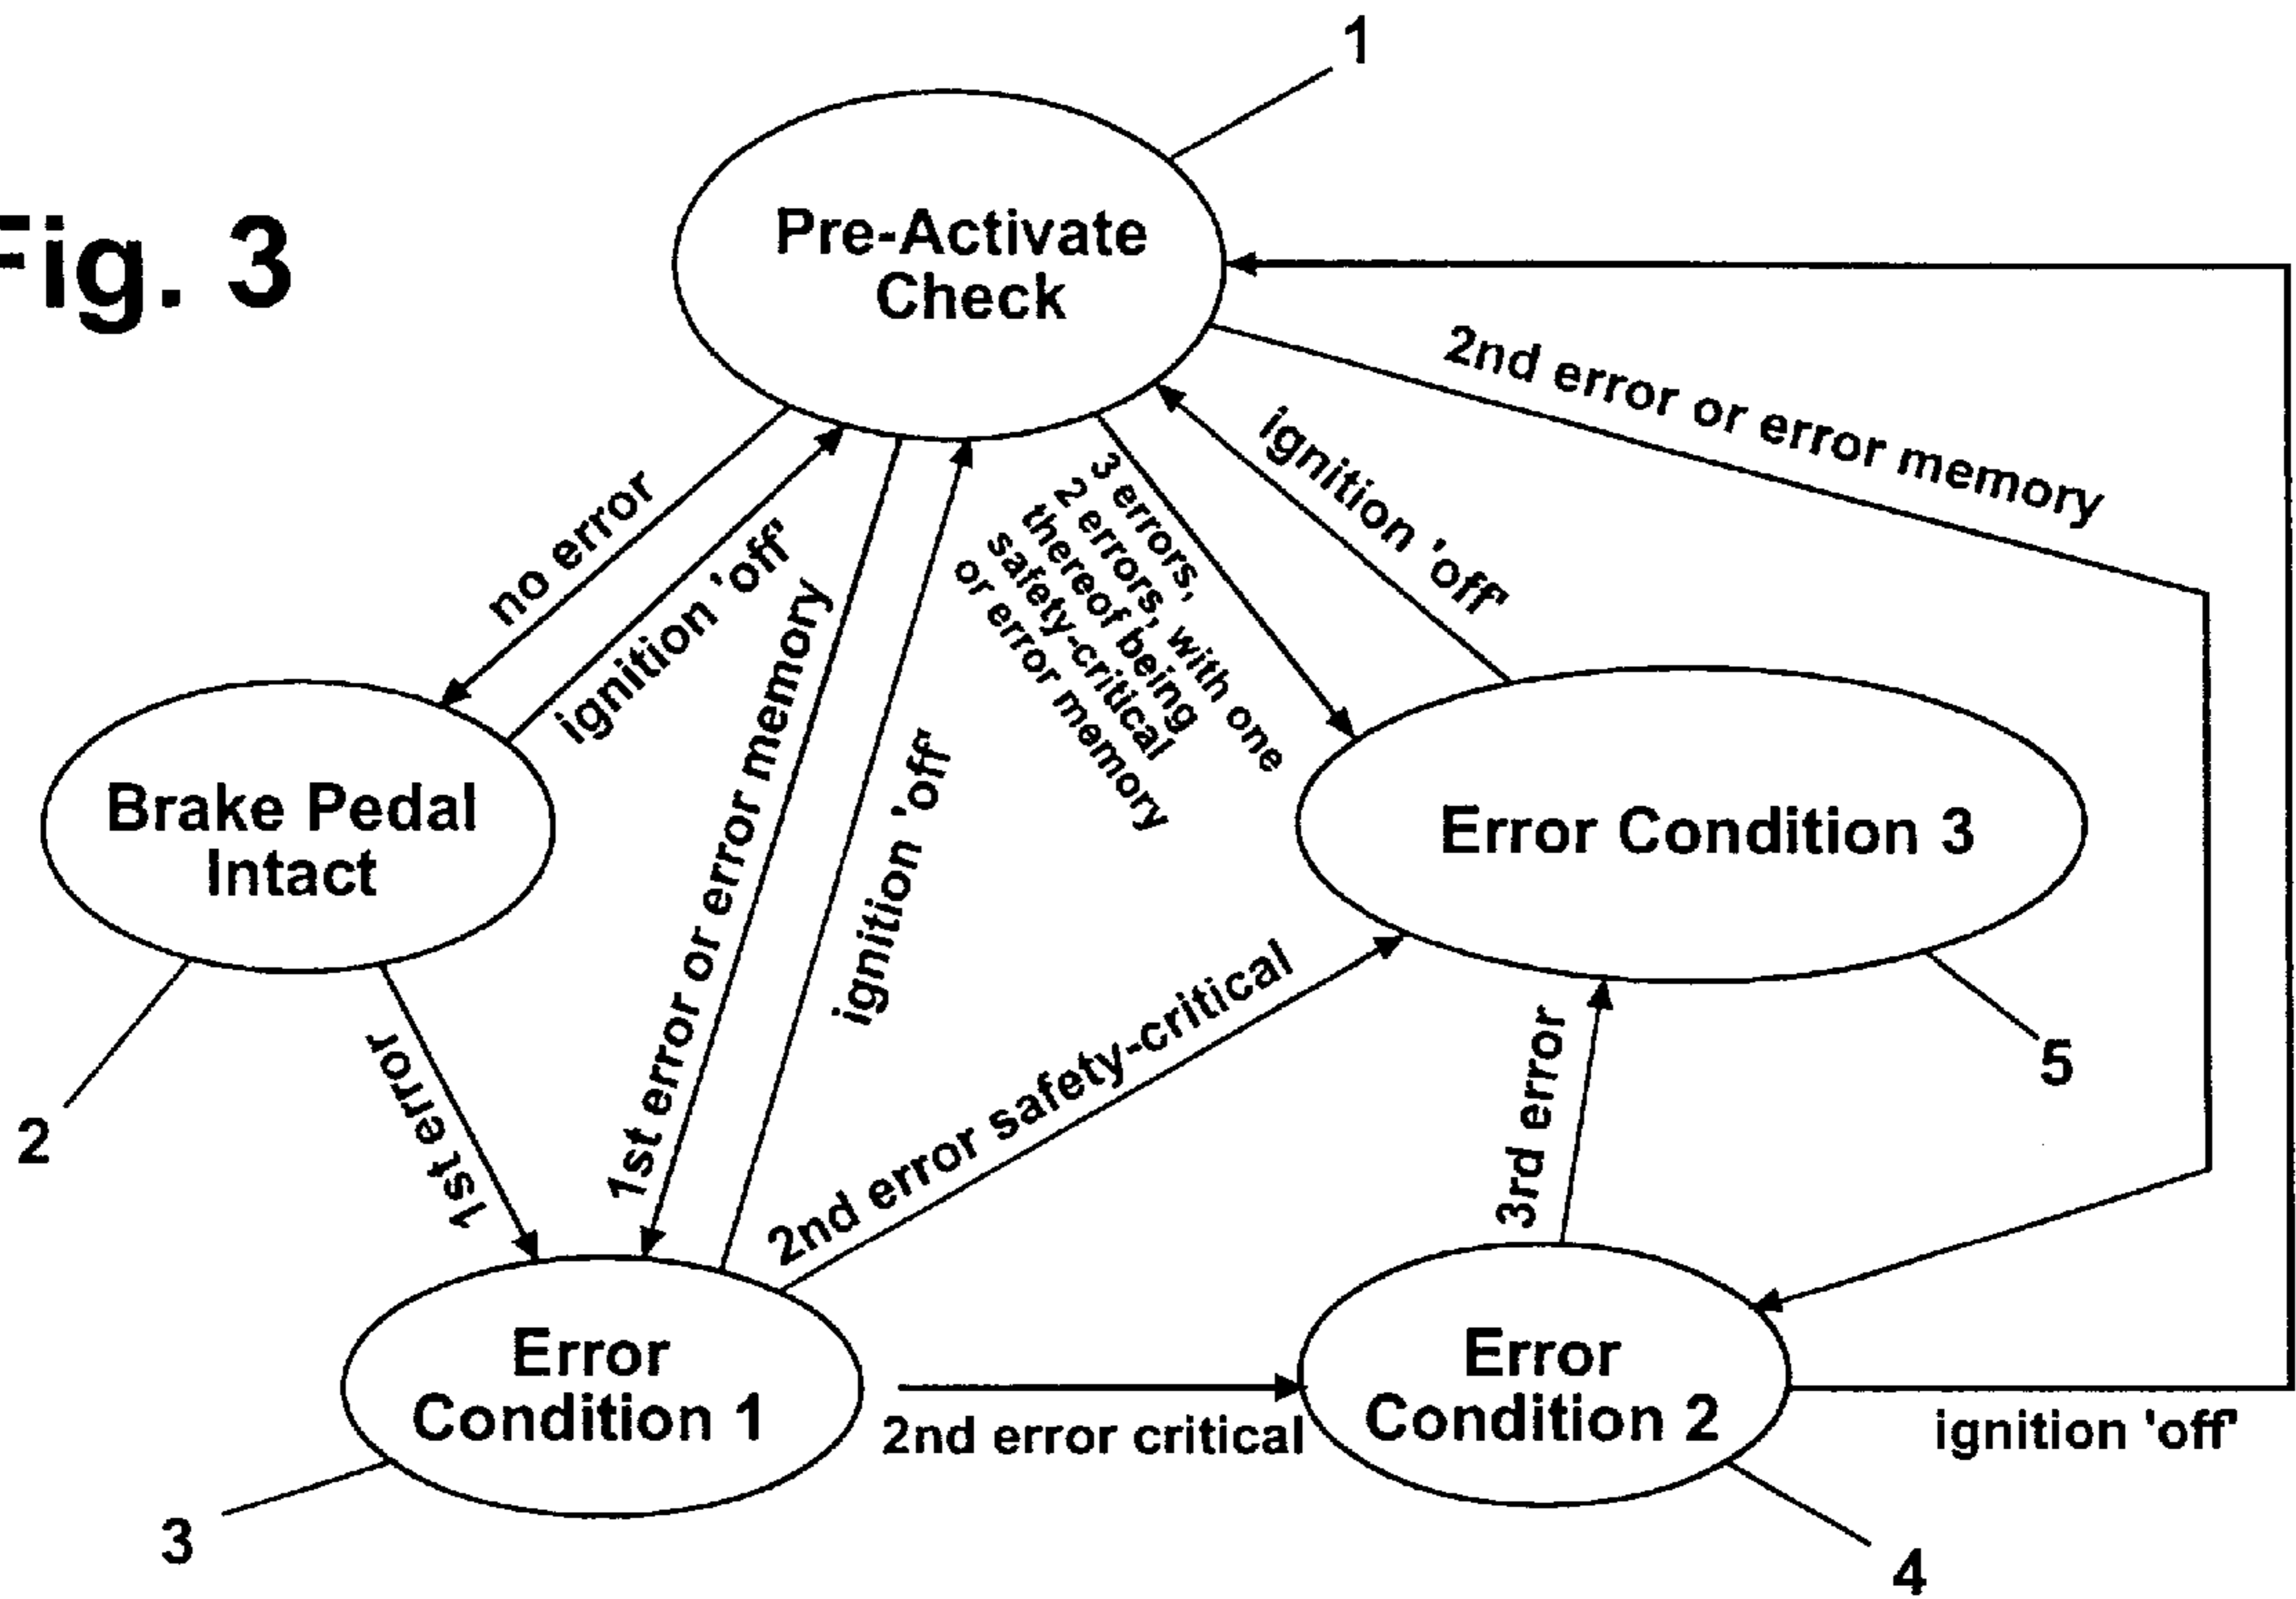 Fig. 3
1
Pre-Activate
Check
2nd error or error memory
no error
ignition 'off'
1st error or error memory
ignition 'off'
3 errors,
2 errors, with one
thereof being
safety-critical
or error memory
ignition 'off'
Brake Pedal
Intact
2
1st error
Error Condition 3
5
2nd error safety-critical
3rd error
Error
Condition 1
3
2nd error critical
Error
Condition 2
4
ignition 'off'